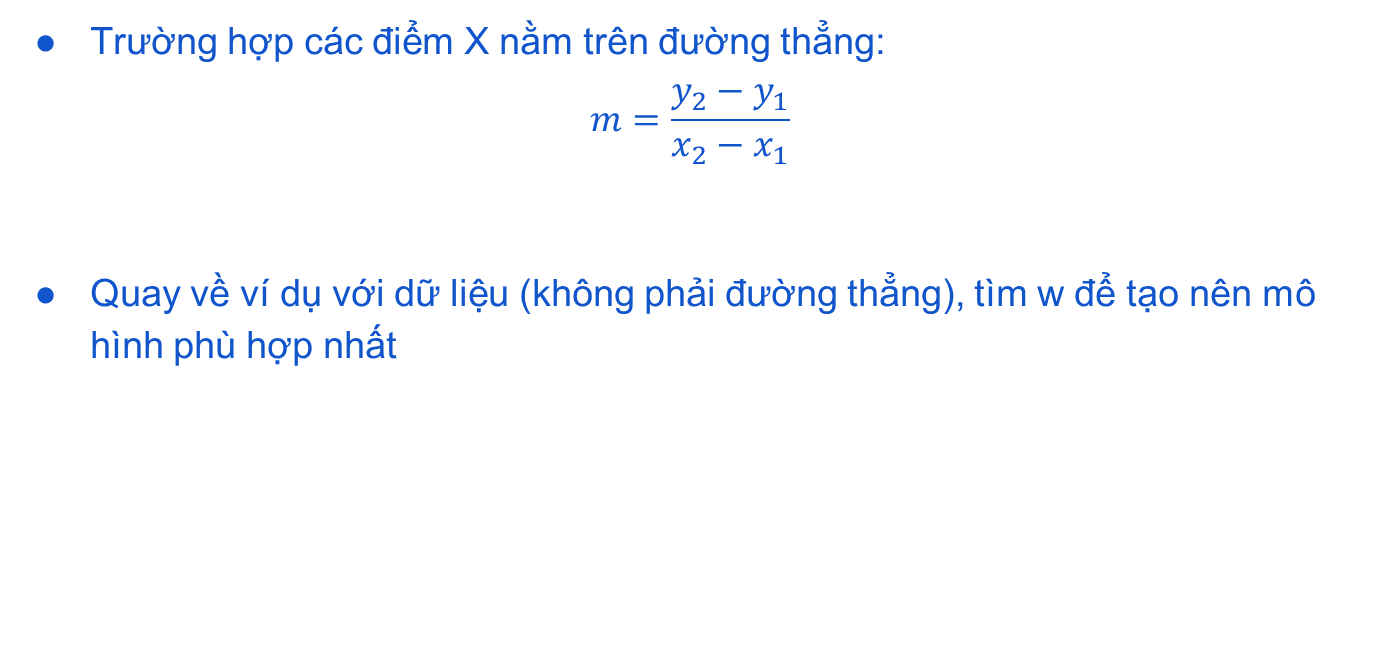 ● Trường hợp các điểm X nằm trên đường thẳng:
m = (y₂ − y₁) / (x₂ − x₁)
● Quay về ví dụ với dữ liệu (không phải đường thẳng), tìm w để tạo nên mô
hình phù hợp nhất